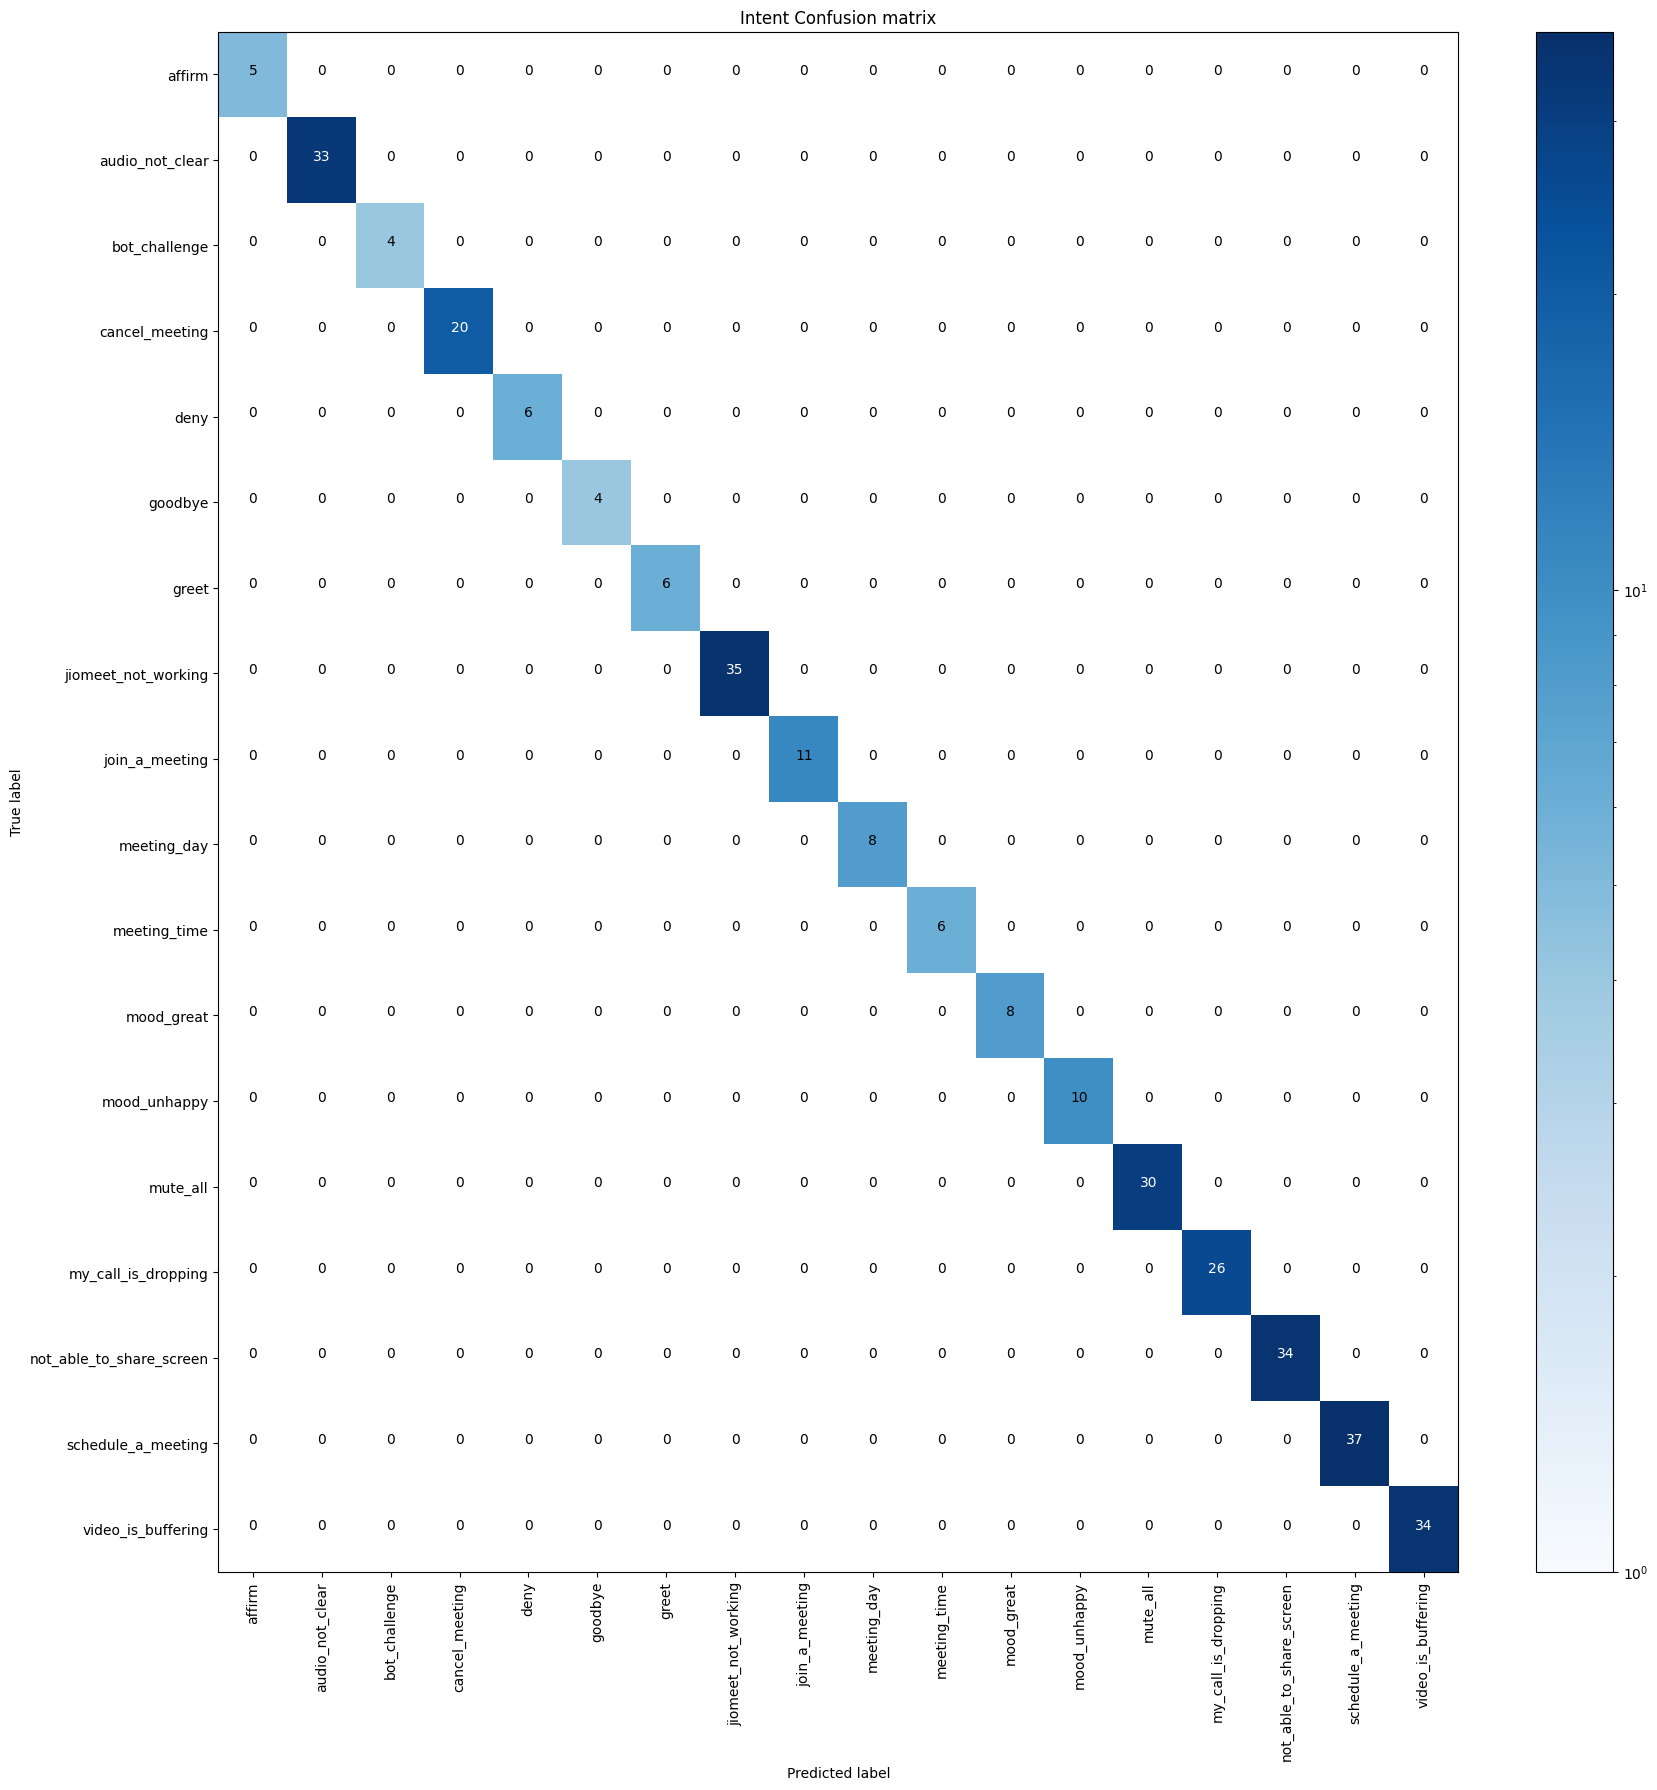 Intent Confusion matrix
affirm 5 0 0 0 0 0 0 0 0 0 0 0 0 0 0 0 0 0
audio_not_clear 0 33 0 0 0 0 0 0 0 0 0 0 0 0 0 0 0 0
bot_challenge 0 0 4 0 0 0 0 0 0 0 0 0 0 0 0 0 0 0
cancel_meeting 0 0 0 20 0 0 0 0 0 0 0 0 0 0 0 0 0 0
deny 0 0 0 0 6 0 0 0 0 0 0 0 0 0 0 0 0 0
goodbye 0 0 0 0 0 4 0 0 0 0 0 0 0 0 0 0 0 0
greet 0 0 0 0 0 0 6 0 0 0 0 0 0 0 0 0 0 0
10¹
jiomeet_not_working 0 0 0 0 0 0 0 35 0 0 0 0 0 0 0 0 0 0
join_a_meeting 0 0 0 0 0 0 0 0 11 0 0 0 0 0 0 0 0 0
True label
meeting_day 0 0 0 0 0 0 0 0 0 8 0 0 0 0 0 0 0 0
meeting_time 0 0 0 0 0 0 0 0 0 0 6 0 0 0 0 0 0 0
mood_great 0 0 0 0 0 0 0 0 0 0 0 8 0 0 0 0 0 0
mood_unhappy 0 0 0 0 0 0 0 0 0 0 0 0 10 0 0 0 0 0
mute_all 0 0 0 0 0 0 0 0 0 0 0 0 0 30 0 0 0 0
my_call_is_dropping 0 0 0 0 0 0 0 0 0 0 0 0 0 0 26 0 0 0
not_able_to_share_screen 0 0 0 0 0 0 0 0 0 0 0 0 0 0 0 34 0 0
schedule_a_meeting 0 0 0 0 0 0 0 0 0 0 0 0 0 0 0 0 37 0
video_is_buffering 0 0 0 0 0 0 0 0 0 0 0 0 0 0 0 0 0 34
10⁰
affirm
audio_not_clear
bot_challenge
cancel_meeting
deny
goodbye
greet
jiomeet_not_working
join_a_meeting
meeting_day
meeting_time
mood_great
mood_unhappy
mute_all
my_call_is_dropping
not_able_to_share_screen
schedule_a_meeting
video_is_buffering
Predicted label